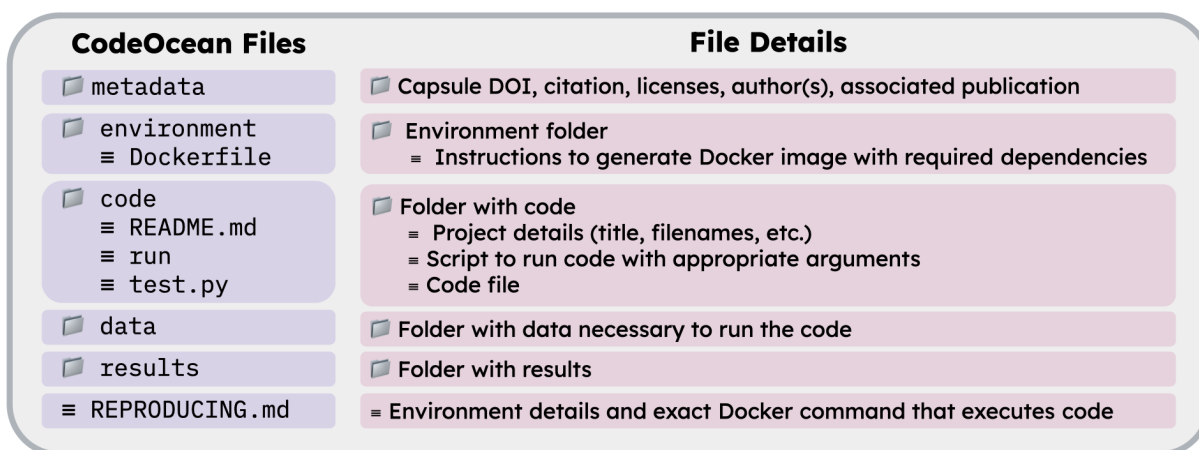 CodeOcean Files
File Details
metadata
Capsule DOI, citation, licenses, author(s), associated publication
environment
Dockerfile
Environment folder
Instructions to generate Docker image with required dependencies
code
README.md
run
test.py
Folder with code
Project details (title, filenames, etc.)
Script to run code with appropriate arguments
Code file
data
Folder with data necessary to run the code
results
Folder with results
REPRODUCING.md
Environment details and exact Docker command that executes code